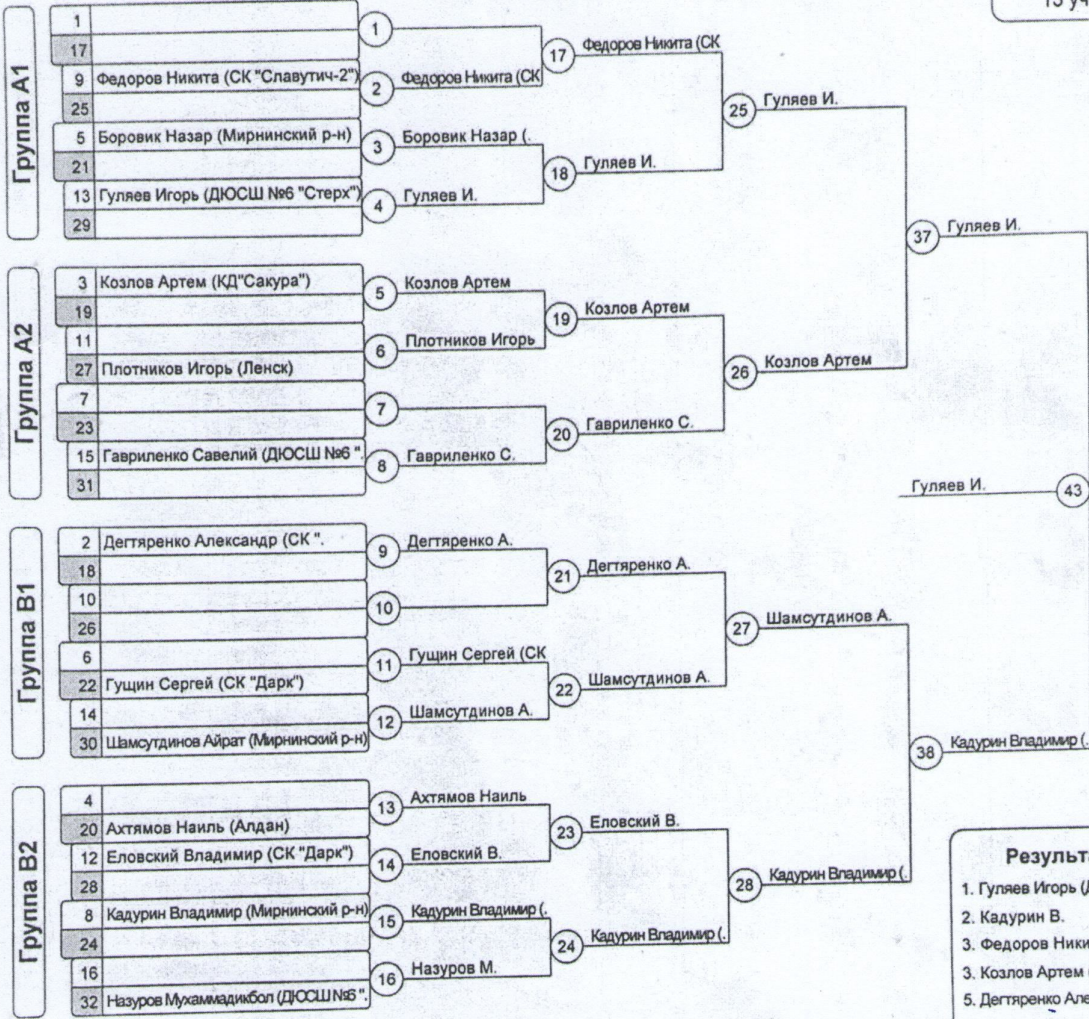 Группа A1
1
17
9 Федоров Никита (СК "Славутич-2")
25
5 Боровик Назар (Мирнинский р-н)
21
13 Гуляев Игорь (ДЮСШ №6 "Стерх")
29
1
2 Федоров Никита (СК
3 Боровик Назар (.
4 Гуляев И.
17 Федоров Никита (СК
18 Гуляев И.
25 Гуляев И.
Группа A2
3 Козлов Артем (КД"Сакура")
19
11
27 Плотников Игорь (Ленск)
7
23
15 Гавриленко Савелий (ДЮСШ №6 ".
31
5 Козлов Артем
6 Плотников Игорь
7
8 Гавриленко С.
19 Козлов Артем
20 Гавриленко С.
26 Козлов Артем
37 Гуляев И.
Гуляев И. 43
Группа B1
2 Дегтяренко Александр (СК ".
18
10
26
6
22 Гущин Сергей (СК "Дарк")
14
30 Шамсутдинов Айрат (Мирнинский р-н)
9 Дегтяренко А.
10
11 Гущин Сергей (СК
12 Шамсутдинов А.
21 Дегтяренко А.
22 Шамсутдинов А.
27 Шамсутдинов А.
Группа B2
4
20 Ахтямов Наиль (Алдан)
12 Еловский Владимир (СК "Дарк")
28
8 Кадурин Владимир (Мирнинский р-н)
24
16
32 Назуров Мухаммадикбол (ДЮСШ №6 ".
13 Ахтямов Наиль
14 Еловский В.
15 Кадурин Владимир (.
16 Назуров М.
23 Еловский В.
24 Кадурин Владимир (.
28 Кадурин Владимир (.
38 Кадурин Владимир (.
Результ
1. Гуляев Игорь (
2. Кадурин В.
3. Федоров Ники
3. Козлов Артем
5. Дегтяренко Але